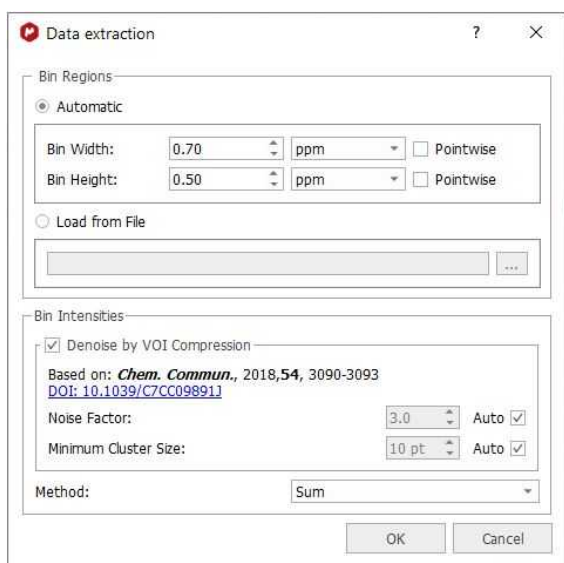 Data extraction ?
Bin Regions
Automatic
Bin Width: 0.70 ppm Pointwise
Bin Height: 0.50 ppm Pointwise
Load from File
...
Bin Intensities
Denoise by VOI Compression
Based on: Chem. Commun., 2018,54, 3090-3093
DOI: 10.1039/C7CC09891J
Noise Factor: 3.0 Auto
Minimum Cluster Size: 10 pt Auto
Method: Sum
OK Cancel